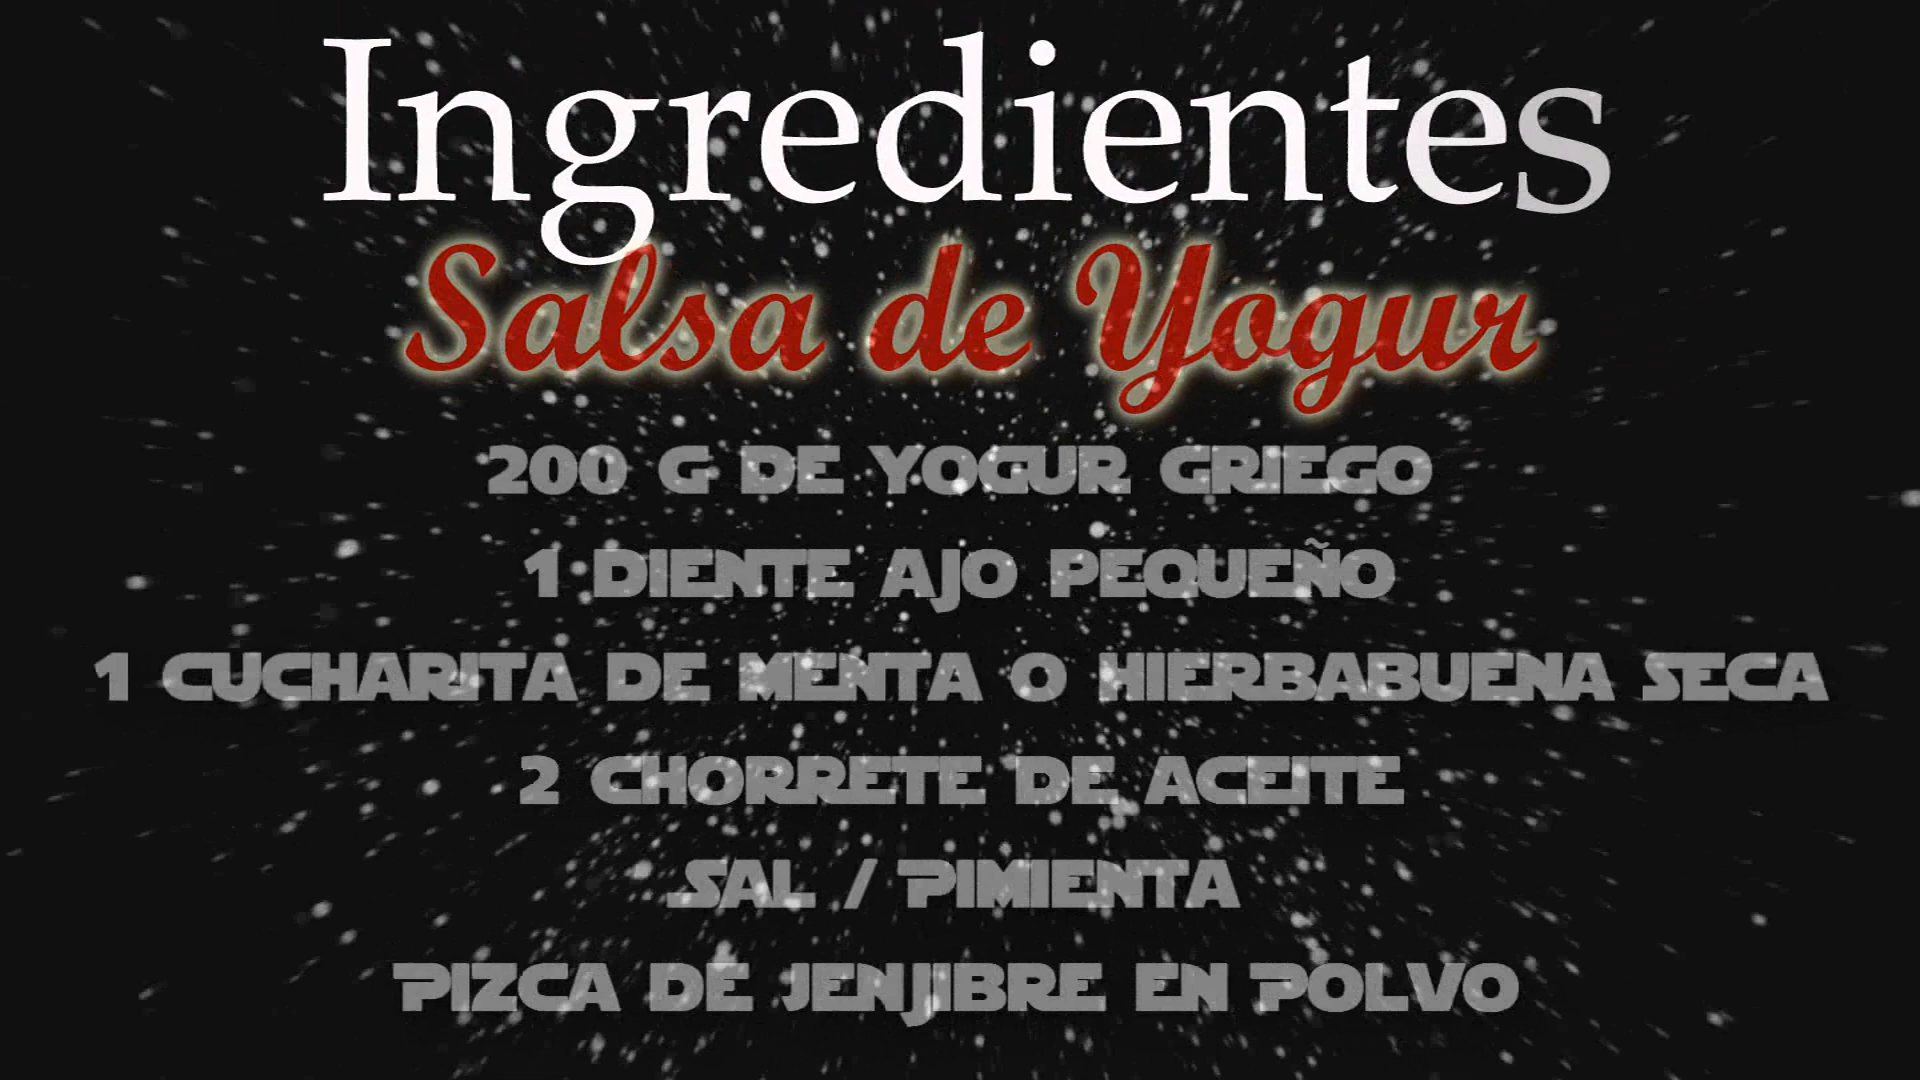 Ingredientes
Salsa de Yogur
200 G DE YOGUR GRIEGO
1 DIENTE AJO PEQUEÑO
1 CUCHARITA DE MENTA O HIERBABUENA SECA
2 CHORRETE DE ACEITE
SAL / PIMIENTA
PIZCA DE JENJIBRE EN POLVO